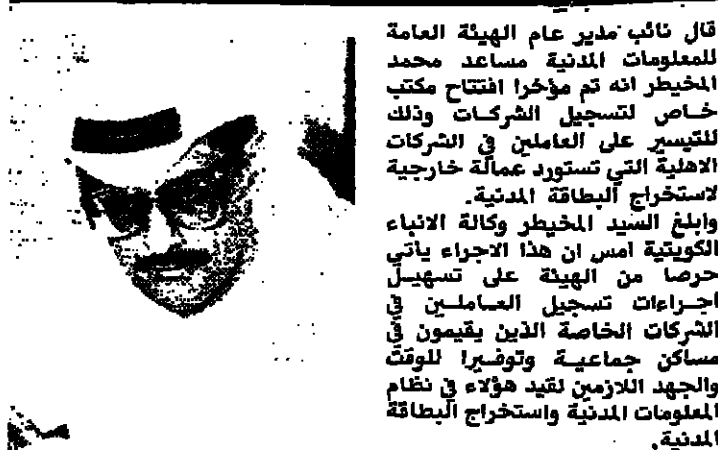 قال نائب مدير عام الهيئة العامة
للمعلومات المدنية مساعد محمد
المخيطر انه تم مؤخرا افتتاح مكتب
خاص لتسجيل الشركات وذلك
للتيسير على العاملين في الشركات
الاهلية التي تستورد عمالة خارجية
لاستخراج البطاقة المدنية.
وابلغ السيد المخيطر وكالة الانباء
الكويتية امس ان هذا الاجراء يأتي
حرصا من الهيئة على تسهيل
اجراءات تسجيل العاملين في
الشركات الخاصة الذين يقيمون في
مساكن جماعية وتوفيرا للوقت
والجهد اللازمين لقيد هؤلاء في نظام
المعلومات المدنية واستخراج البطاقة
المدنية.